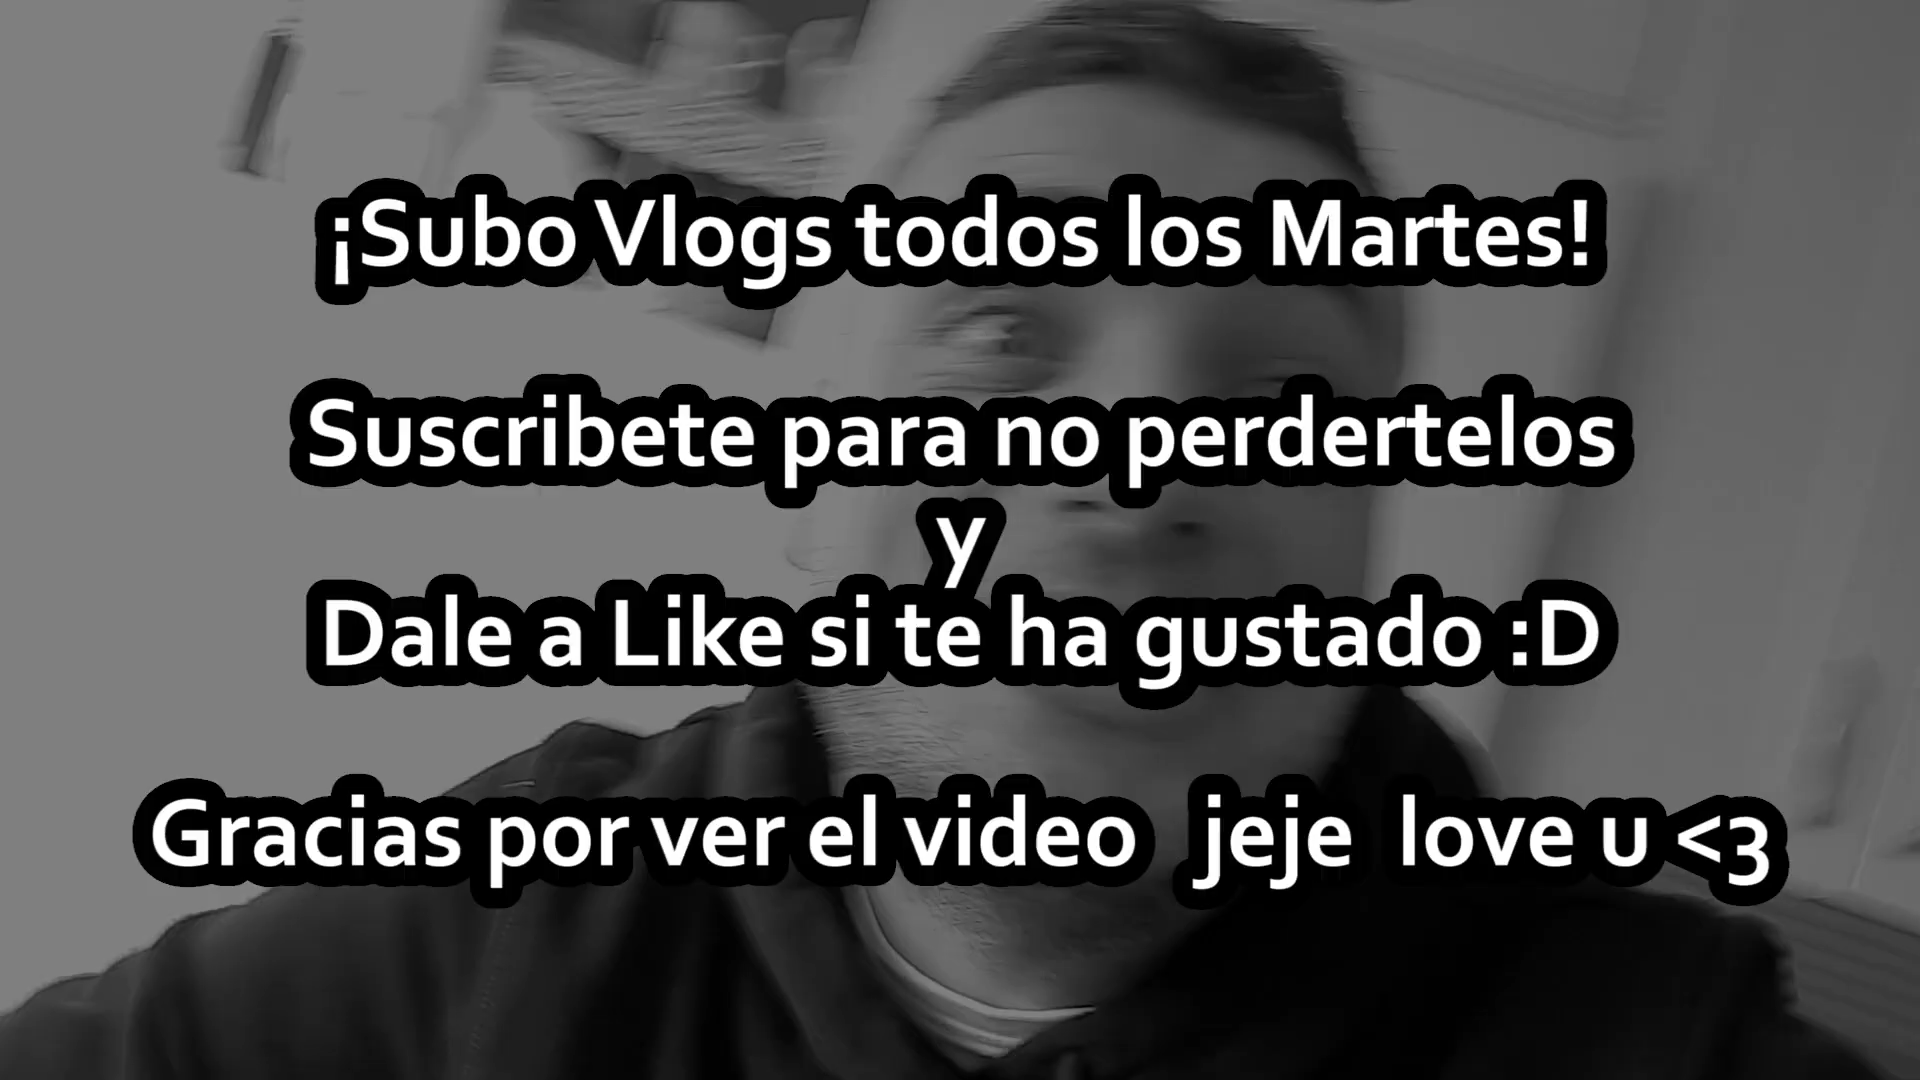 ¡Subo Vlogs todos los Martes!
Suscribete para no perdertelos
y
Dale a Like si te ha gustado :D
Gracias por ver el video jeje love u <3